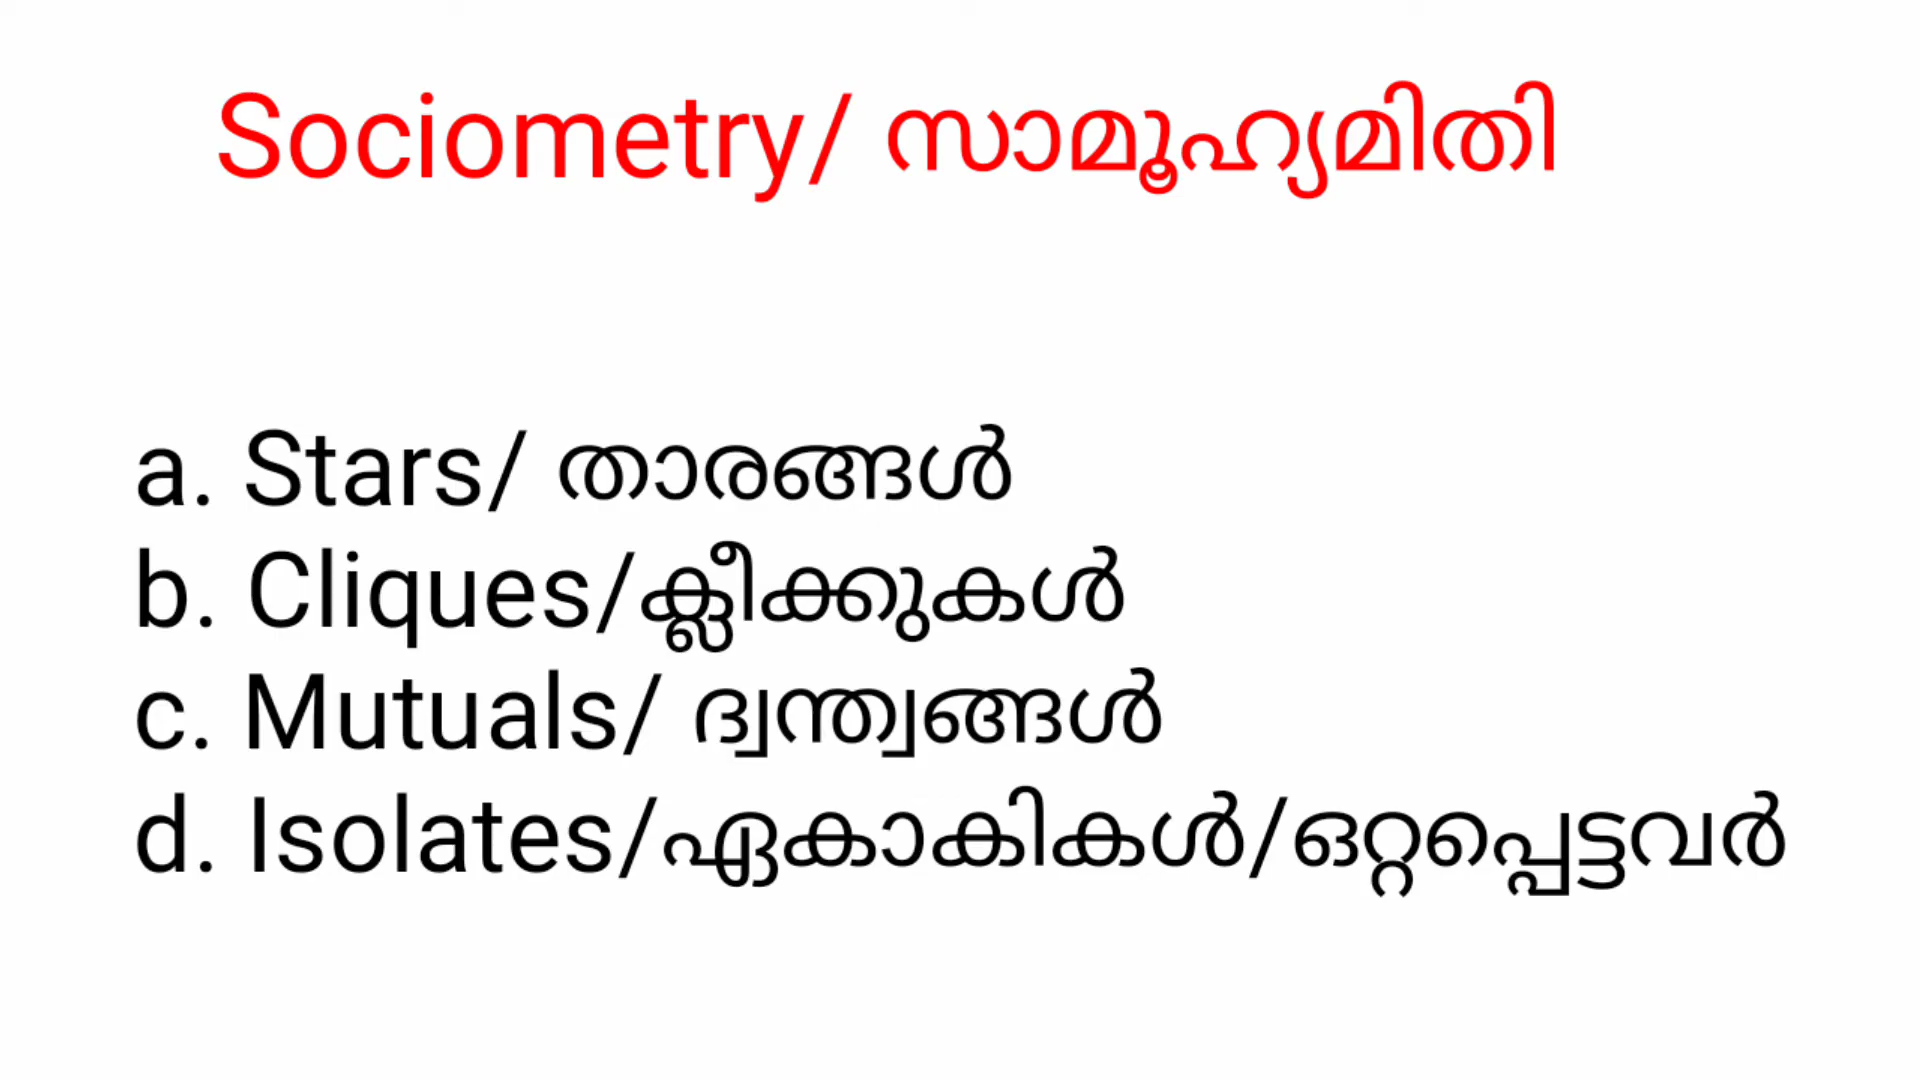 Sociometry/ സാമൂഹ്യമിതി
a. Stars/ താരങ്ങൾ
b. Cliques/ക്ലീക്കുകൾ
c. Mutuals/ ദ്വന്ത്വങ്ങൾ
d. Isolates/ഏകാകികൾ/ഒറ്റപ്പെട്ടവർ